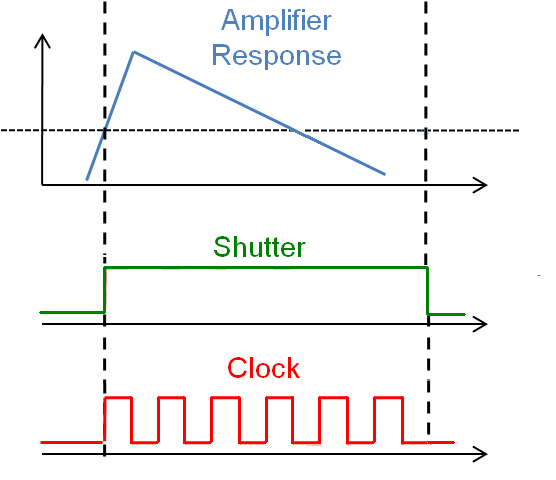 Amplifier
Response
Shutter
Clock